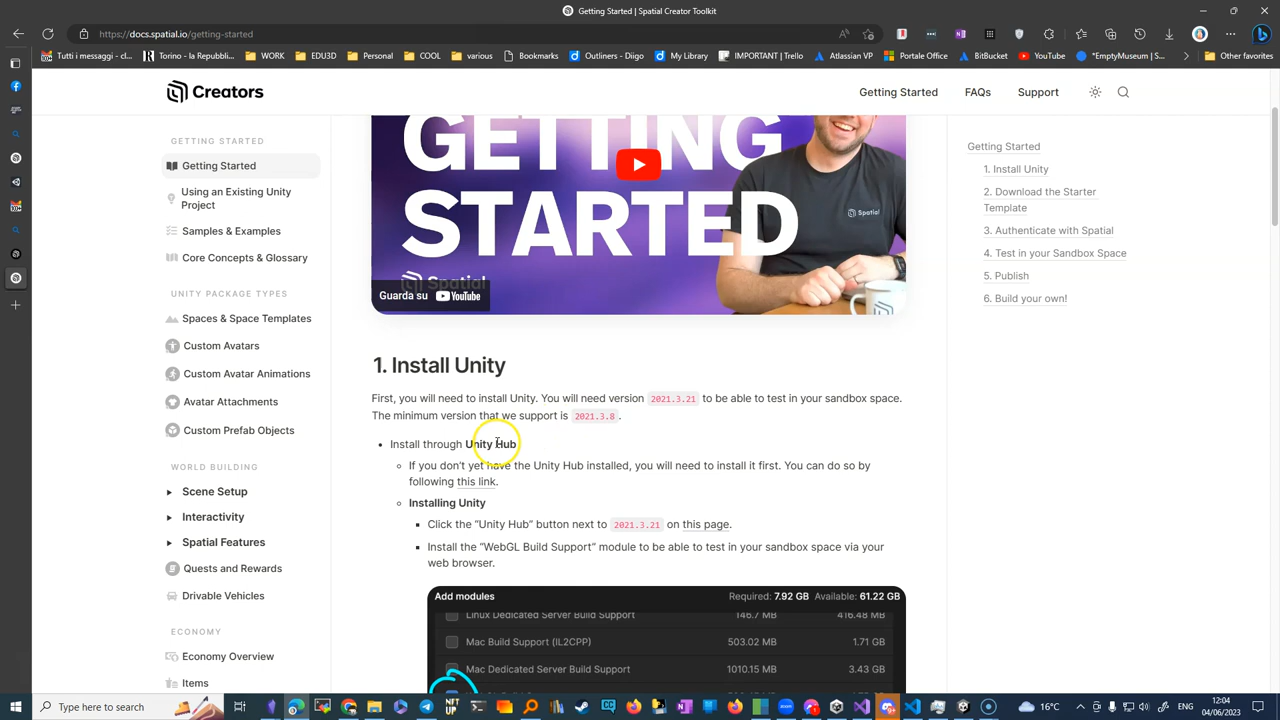 Getting Started | Spatial Creator Toolkit
https://docs.spatial.io/getting-started
Tutti i messaggi - cl...
Torino - la Repubbli...
WORK
EDU3D
Personal
COOL
various
Bookmarks
Outliners - Diigo
My Library
IMPORTANT | Trello
Atlassian VP
Portale Office
BitBucket
YouTube
*EmptyMuseum | S...
Other favorites
Creators
Getting Started
FAQs
Support
GETTING STARTED
Getting Started
Using an Existing Unity
Project
Samples & Examples
Core Concepts & Glossary
UNITY PACKAGE TYPES
Spaces & Space Templates
Custom Avatars
Custom Avatar Animations
Avatar Attachments
Custom Prefab Objects
WORLD BUILDING
Scene Setup
Interactivity
Spatial Features
Quests and Rewards
Drivable Vehicles
ECONOMY
Economy Overview
Items
GETTING
STARTED
Spatial
Spatial
Guarda su YouTube
1. Install Unity
First, you will need to install Unity. You will need version 2021.3.21 to be able to test in your sandbox space.
The minimum version that we support is 2021.3.8.
• Install through Unity Hub
If you don't yet have the Unity Hub installed, you will need to install it first. You can do so by
following this link.
Installing Unity
Click the "Unity Hub" button next to 2021.3.21 on this page.
Install the "WebGL Build Support" module to be able to test in your sandbox space via your
web browser.
Add modules Required: 7.92 GB Available: 61.22 GB
Linux Dedicated Server Build Support 146.7 MB 416.48 MB
Mac Build Support (IL2CPP) 503.02 MB 1.71 GB
Mac Dedicated Server Build Support 1010.15 MB 3.43 GB
Getting Started
1. Install Unity
2. Download the Starter
Template
3. Authenticate with Spatial
4. Test in your Sandbox Space
5. Publish
6. Build your own!
Type here to search
16°C
ENG
12:04
04/06/2023